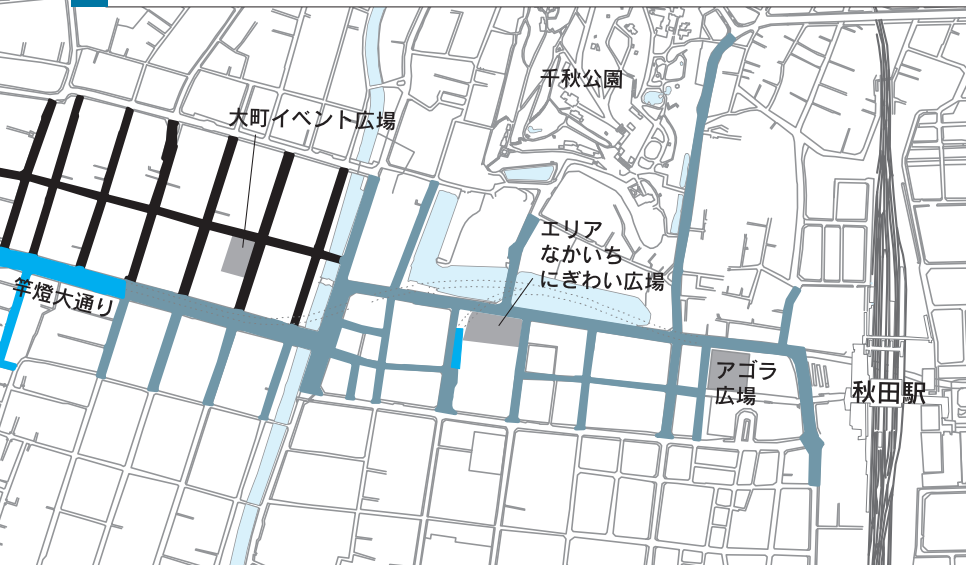 千秋公園
大町イベント広場
エリア
なかいち
にぎわい広場
竿燈大通り
アゴラ
広場
秋田駅